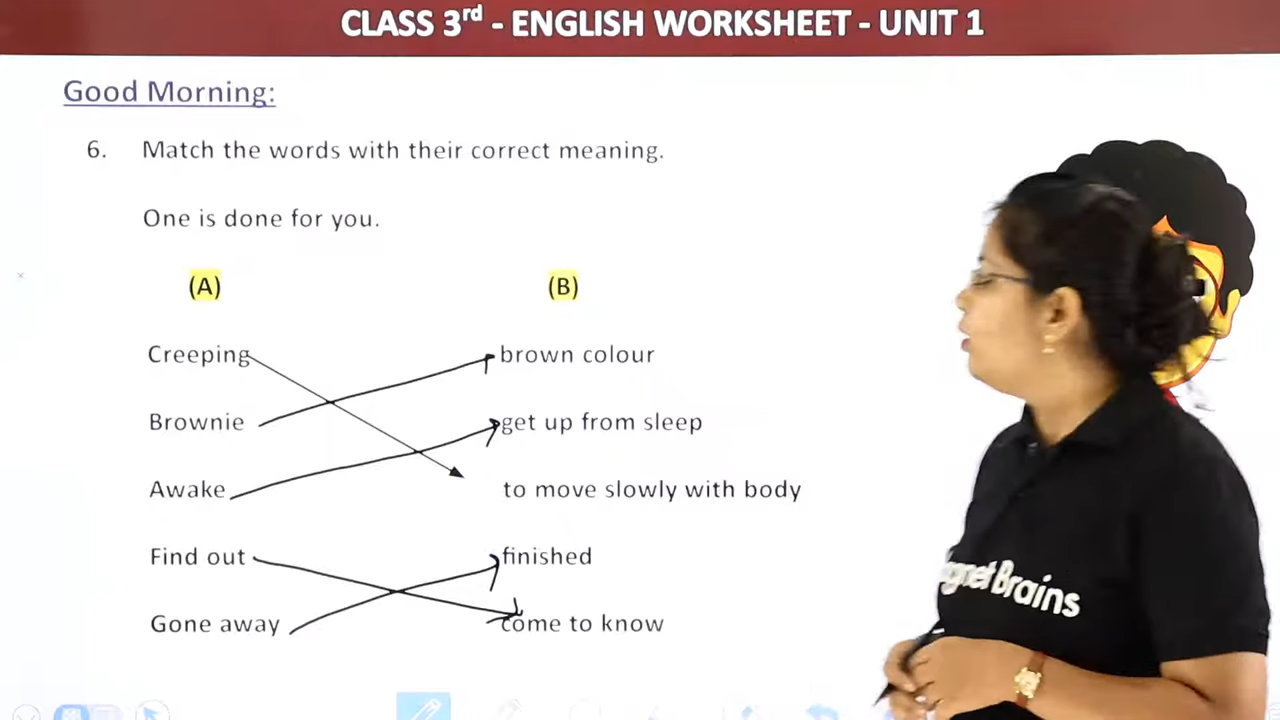 CLASS 3rd - ENGLISH WORKSHEET - UNIT 1
Good Morning:
6. Match the words with their correct meaning.
One is done for you.
(A) (B)
Creeping brown colour
Brownie get up from sleep
Awake to move slowly with body
Find out finished
Gone away come to know
Brains